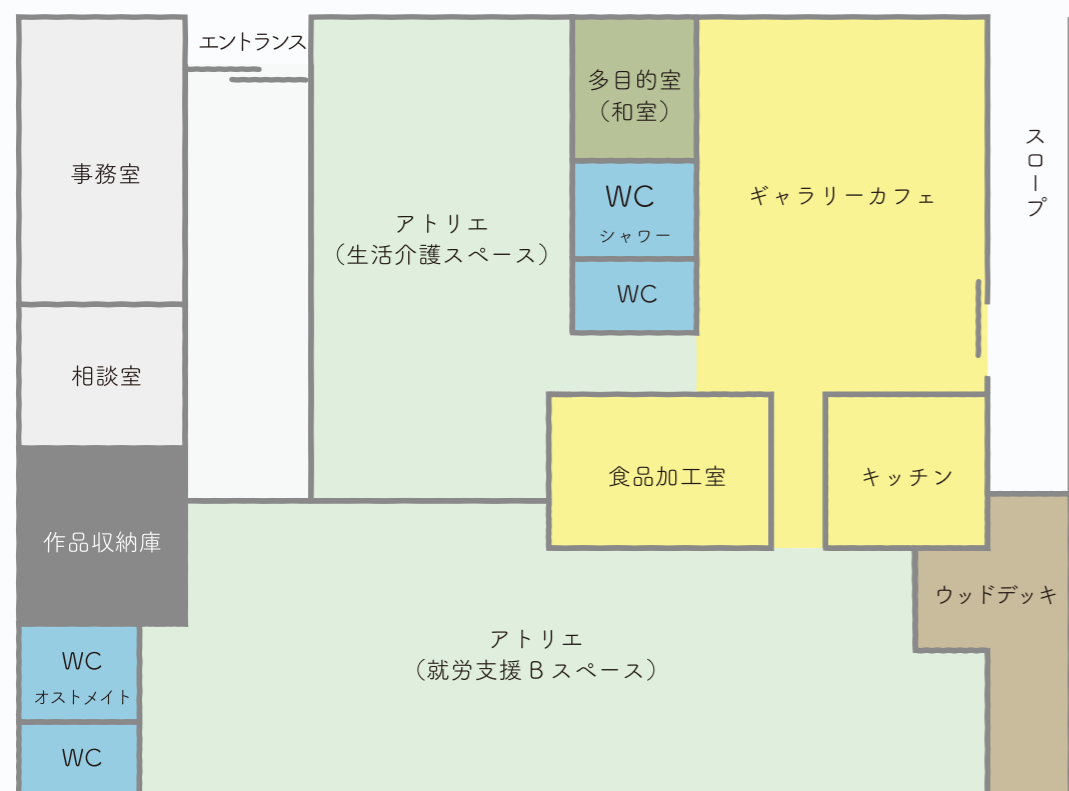 エントランス
事務室
アトリエ
（生活介護スペース）
多目的室
（和室）
WC
シャワー
WC
ギャラリーカフェ
スロープ
相談室
食品加工室
キッチン
作品収納庫
ウッドデッキ
アトリエ
（就労支援Ｂスペース）
WC
オストメイト
WC